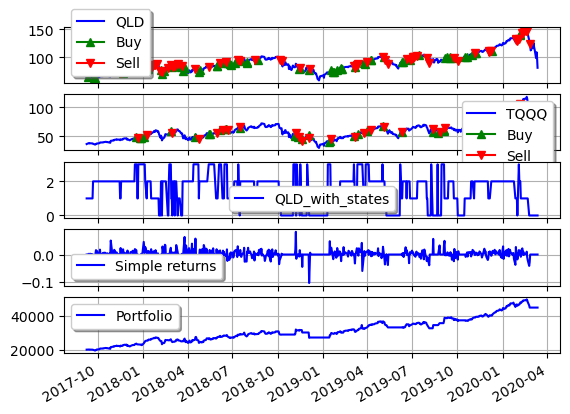 QLD
Buy
Sell
150
100
TQQQ
Buy
Sell
100
50
QLD_with_states
2
0
Simple returns
0.0
−0.1
Portfolio
40000
20000
2017-10
2018-01
2018-04
2018-07
2018-10
2019-01
2019-04
2019-07
2019-10
2020-01
2020-04